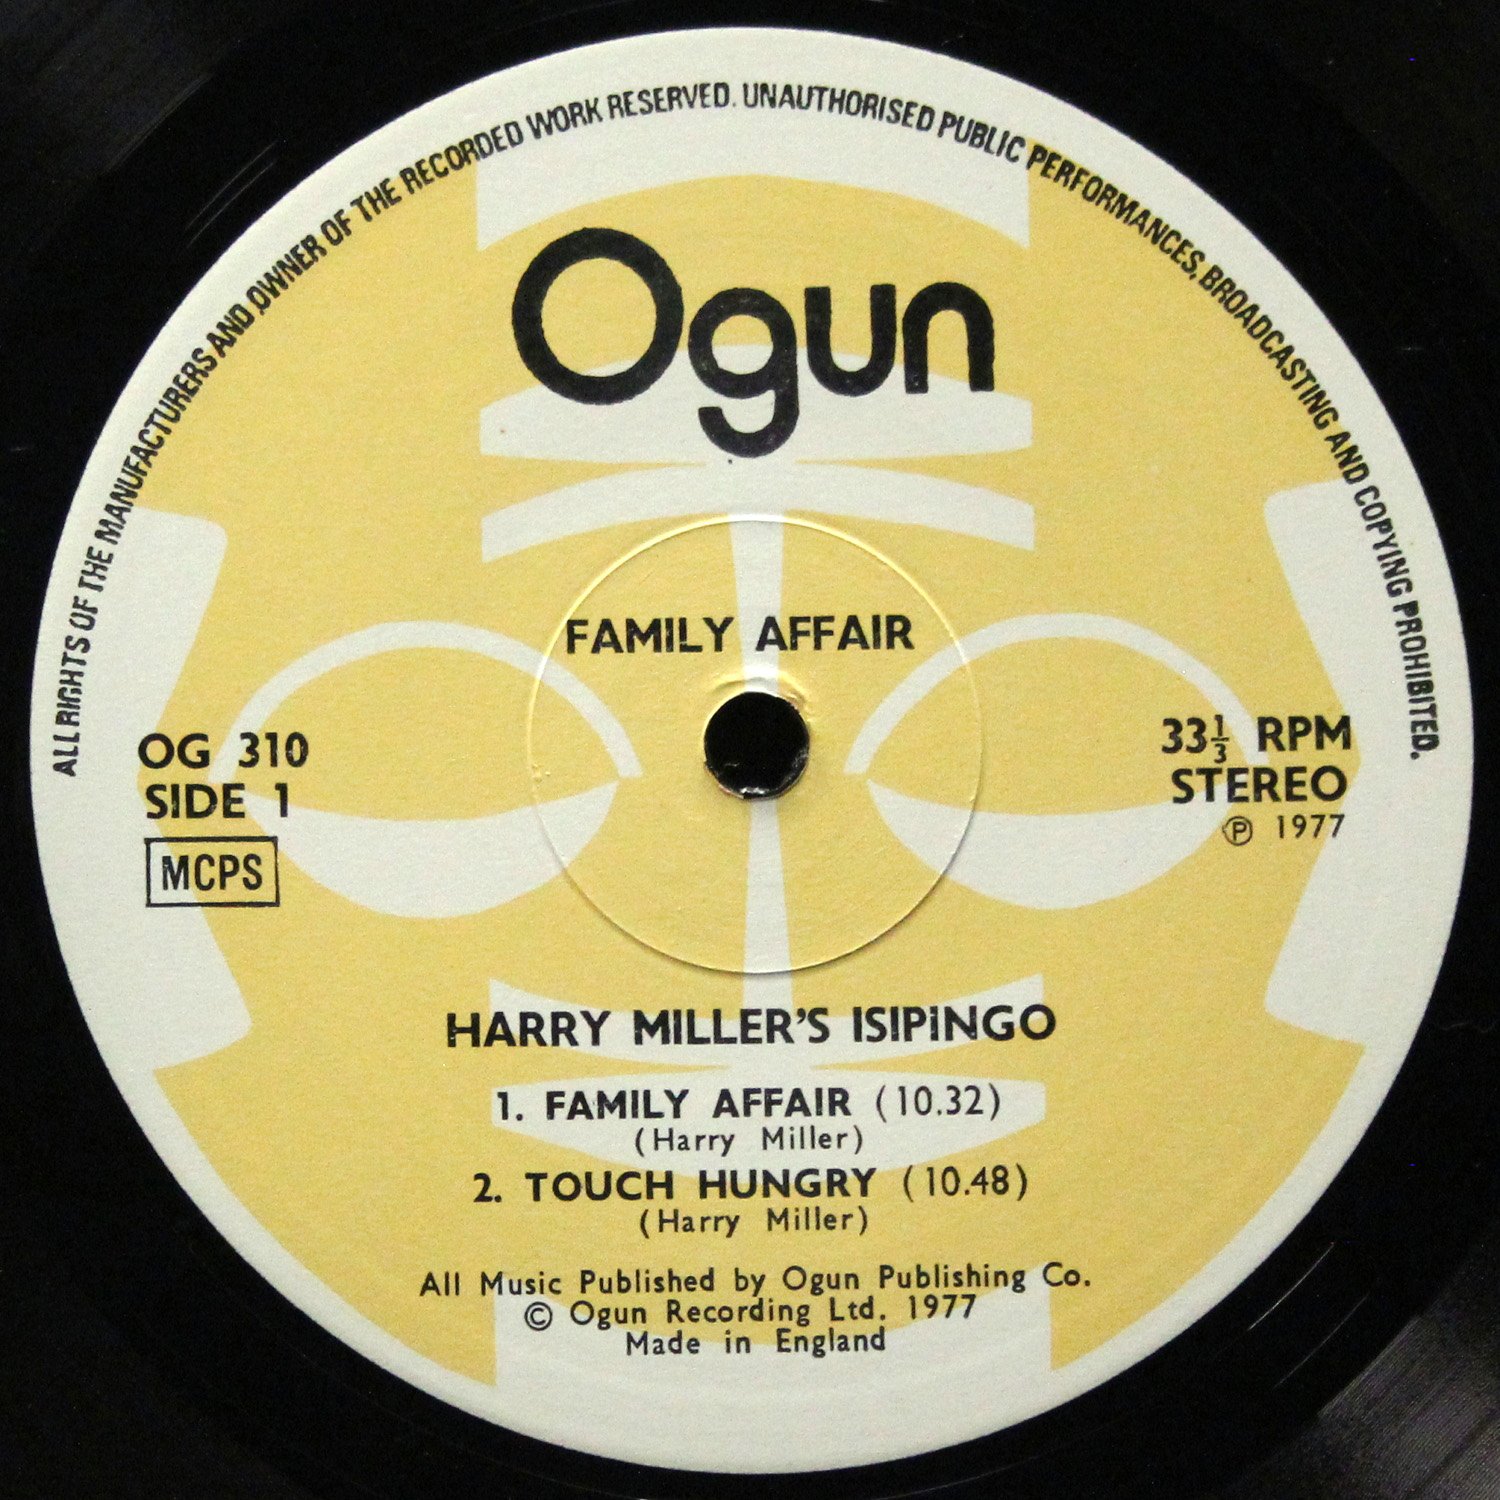 ALL RIGHTS OF THE MANUFACTURERS AND OWNER OF THE RECORDED WORK RESERVED. UNAUTHORISED PUBLIC PERFORMANCES, BROADCASTING AND COPYING PROHIBITED.
Ogun
FAMILY AFFAIR
OG 310
SIDE 1
MCPS
33⅓ RPM
STEREO
℗ 1977
HARRY MILLER'S ISIPiNGO
1. FAMILY AFFAIR (10.32)
(Harry Miller)
2. TOUCH HUNGRY (10.48)
(Harry Miller)
All Music Published by Ogun Publishing Co.
© Ogun Recording Ltd. 1977
Made in England